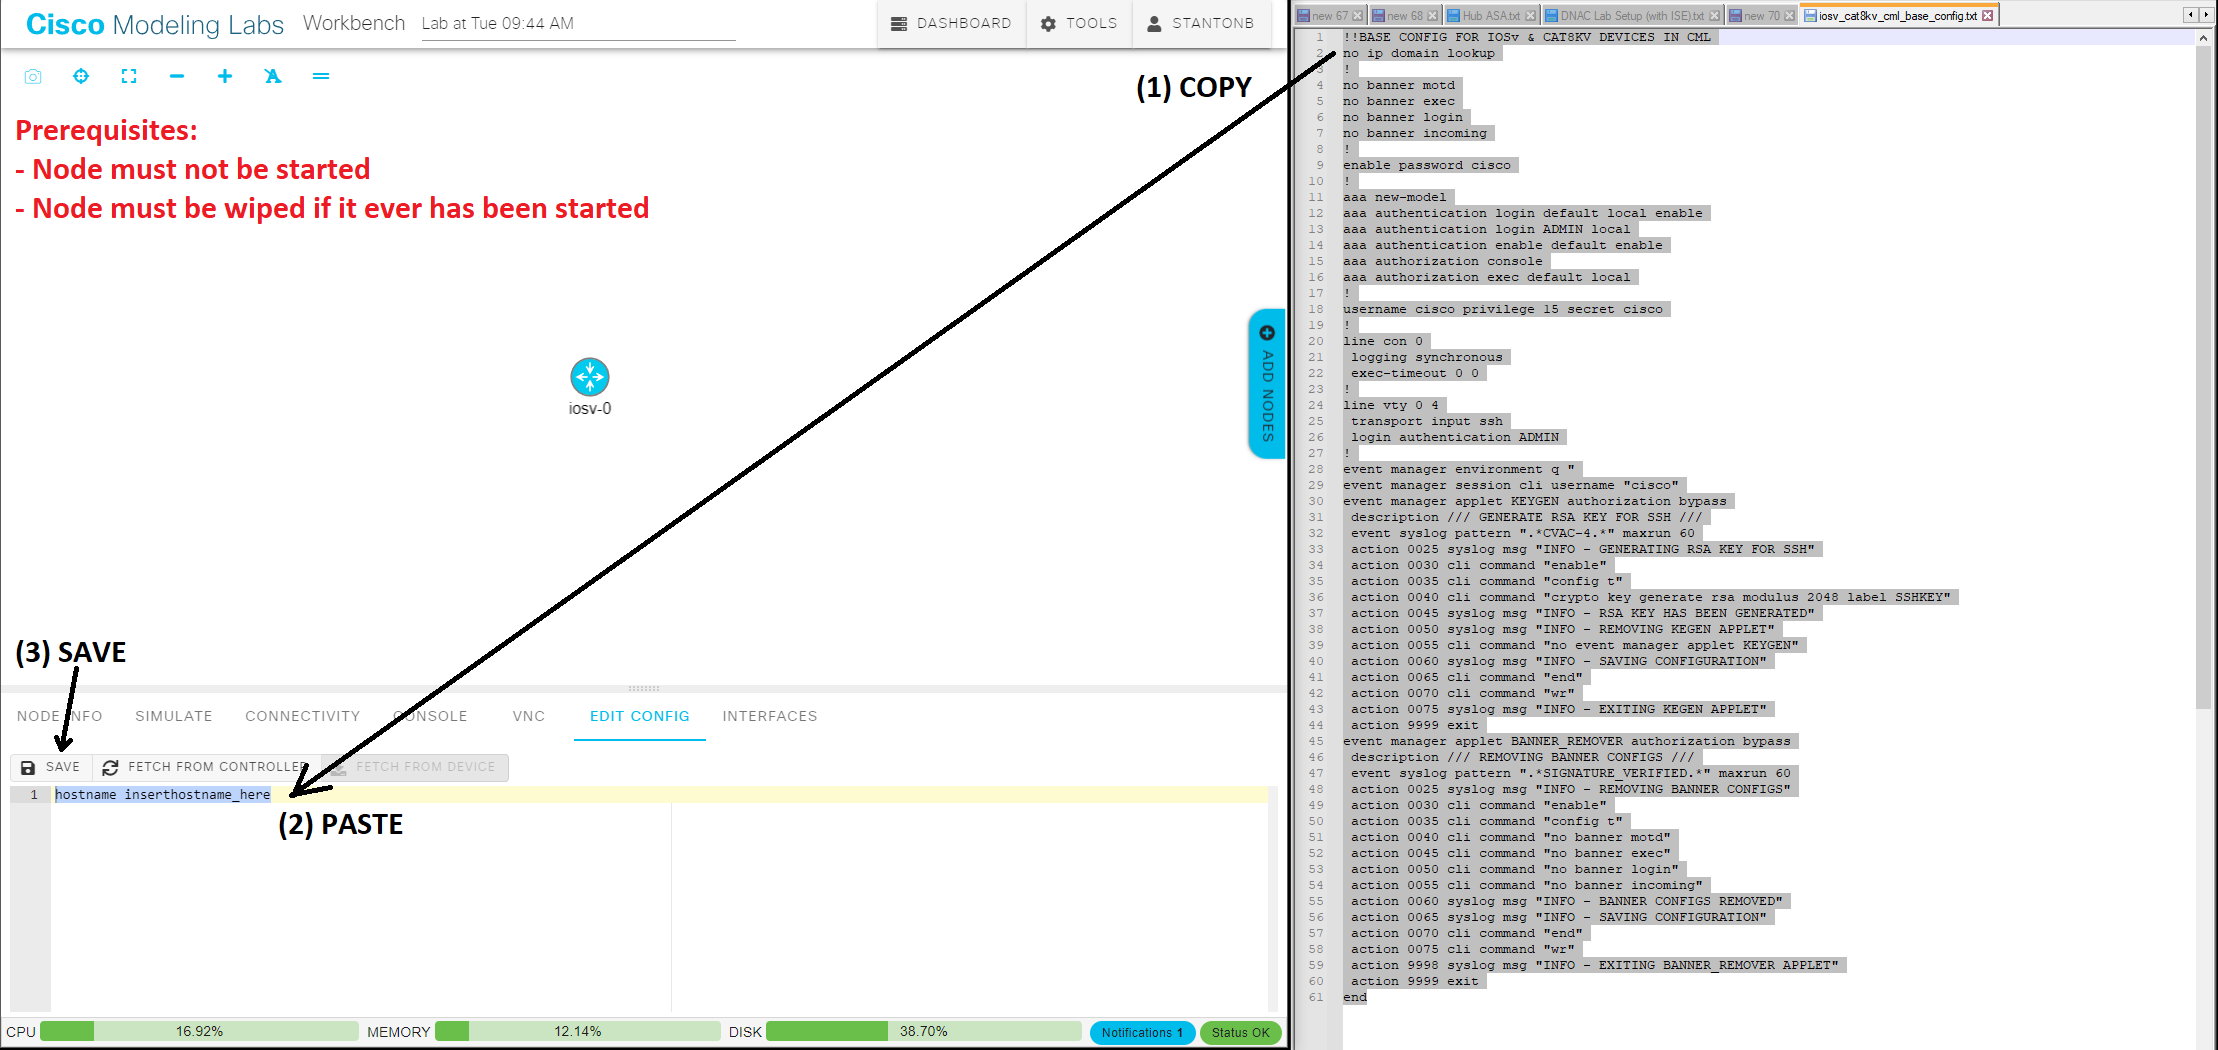 Cisco Modeling Labs
Workbench
Lab at Tue 09:44 AM
DASHBOARD
TOOLS
STANTONB
Prerequisites:
- Node must not be started
- Node must be wiped if it ever has been started
(1) COPY
iosv-0
ADD NODES
(3) SAVE
NODE INFO
SIMULATE
CONNECTIVITY
CONSOLE
VNC
EDIT CONFIG
INTERFACES
SAVE
FETCH FROM CONTROLLER
FETCH FROM DEVICE
1 hostname inserthostname_here
(2) PASTE
CPU 16.92%
MEMORY 12.14%
DISK 38.70%
Notifications 1
Status OK
new 67
new 68
Hub ASA.txt
DNAC Lab Setup (with ISE).txt
new 70
iosv_cat8kv_cml_base_config.txt
1 !!BASE CONFIG FOR IOSv & CAT8KV DEVICES IN CML
2 no ip domain lookup
3 !
4 no banner motd
5 no banner exec
6 no banner login
7 no banner incoming
8 !
9 enable password cisco
10 !
11 aaa new-model
12 aaa authentication login default local enable
13 aaa authentication login ADMIN local
14 aaa authentication enable default enable
15 aaa authorization console
16 aaa authorization exec default local
17 !
18 username cisco privilege 15 secret cisco
19 !
20 line con 0
21 logging synchronous
22 exec-timeout 0 0
23 !
24 line vty 0 4
25 transport input ssh
26 login authentication ADMIN
27 !
28 event manager environment q "
29 event manager session cli username "cisco"
30 event manager applet KEYGEN authorization bypass
31 description /// GENERATE RSA KEY FOR SSH ///
32 event syslog pattern ".*CVAC-4.*" maxrun 60
33 action 0025 syslog msg "INFO - GENERATING RSA KEY FOR SSH"
34 action 0030 cli command "enable"
35 action 0035 cli command "config t"
36 action 0040 cli command "crypto key generate rsa modulus 2048 label SSHKEY"
37 action 0045 syslog msg "INFO - RSA KEY HAS BEEN GENERATED"
38 action 0050 syslog msg "INFO - REMOVING KEGEN APPLET"
39 action 0055 cli command "no event manager applet KEYGEN"
40 action 0060 syslog msg "INFO - SAVING CONFIGURATION"
41 action 0065 cli command "end"
42 action 0070 cli command "wr"
43 action 0075 syslog msg "INFO - EXITING KEGEN APPLET"
44 action 9999 exit
45 event manager applet BANNER_REMOVER authorization bypass
46 description /// REMOVING BANNER CONFIGS ///
47 event syslog pattern ".*SIGNATURE_VERIFIED.*" maxrun 60
48 action 0025 syslog msg "INFO - REMOVING BANNER CONFIGS"
49 action 0030 cli command "enable"
50 action 0035 cli command "config t"
51 action 0040 cli command "no banner motd"
52 action 0045 cli command "no banner exec"
53 action 0050 cli command "no banner login"
54 action 0055 cli command "no banner incoming"
55 action 0060 syslog msg "INFO - BANNER CONFIGS REMOVED"
56 action 0065 syslog msg "INFO - SAVING CONFIGURATION"
57 action 0070 cli command "end"
58 action 0075 cli command "wr"
59 action 9998 syslog msg "INFO - EXITING BANNER_REMOVER APPLET"
60 action 9999 exit
61 end